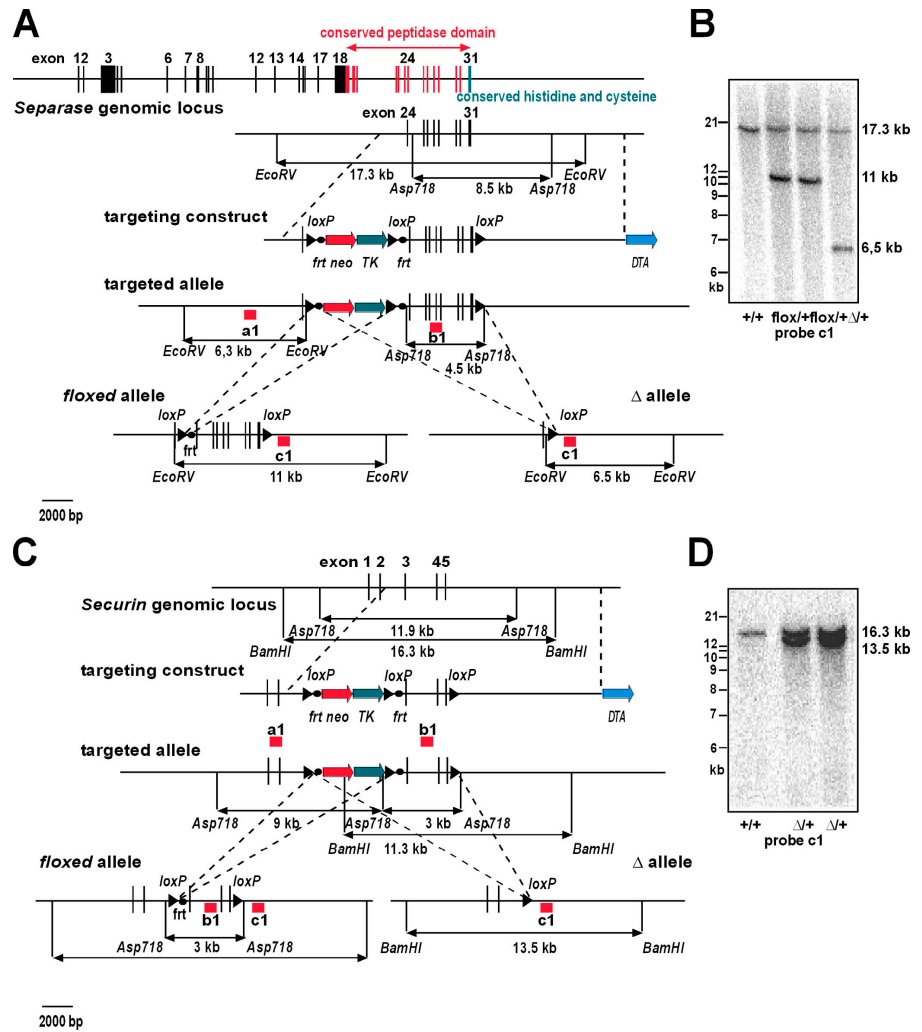 A
conserved peptidase domain
exon 12 3 6 7 8 12 13 14 17 18 24 31
conserved histidine and cysteine
Separase genomic locus
exon 24 31
EcoRV EcoRV
17.3 kb
Asp718 8.5 kb Asp718
targeting construct
loxP loxP loxP
frt neo TK frt DTA
targeted allele
a1 b1
EcoRV 6,3 kb EcoRV Asp718 4.5 kb Asp718
floxed allele Δ allele
loxP loxP loxP
frt c1 c1
EcoRV 11 kb EcoRV EcoRV 6.5 kb EcoRV
2000 bp
B
21
12
11
10
9
8
7
6
kb
17.3 kb
11 kb
6,5 kb
+/+ flox/+flox/+Δ/+
probe c1
C
exon 1 2 3 45
Securin genomic locus
Asp718 11.9 kb Asp718
BamHI 16.3 kb BamHI
targeting construct
loxP loxP loxP
frt neo TK frt DTA
a1 b1
targeted allele
Asp718 9 kb Asp718 3 kb Asp718
BamHI 11.3 kb BamHI
floxed allele Δ allele
loxP loxP loxP
frt b1 c1 c1
Asp718 3 kb Asp718
BamHI 13.5 kb BamHI
2000 bp
D
21
12
11
10
9
8
7
6
kb
16.3 kb
13.5 kb
+/+ Δ/+ Δ/+
probe c1